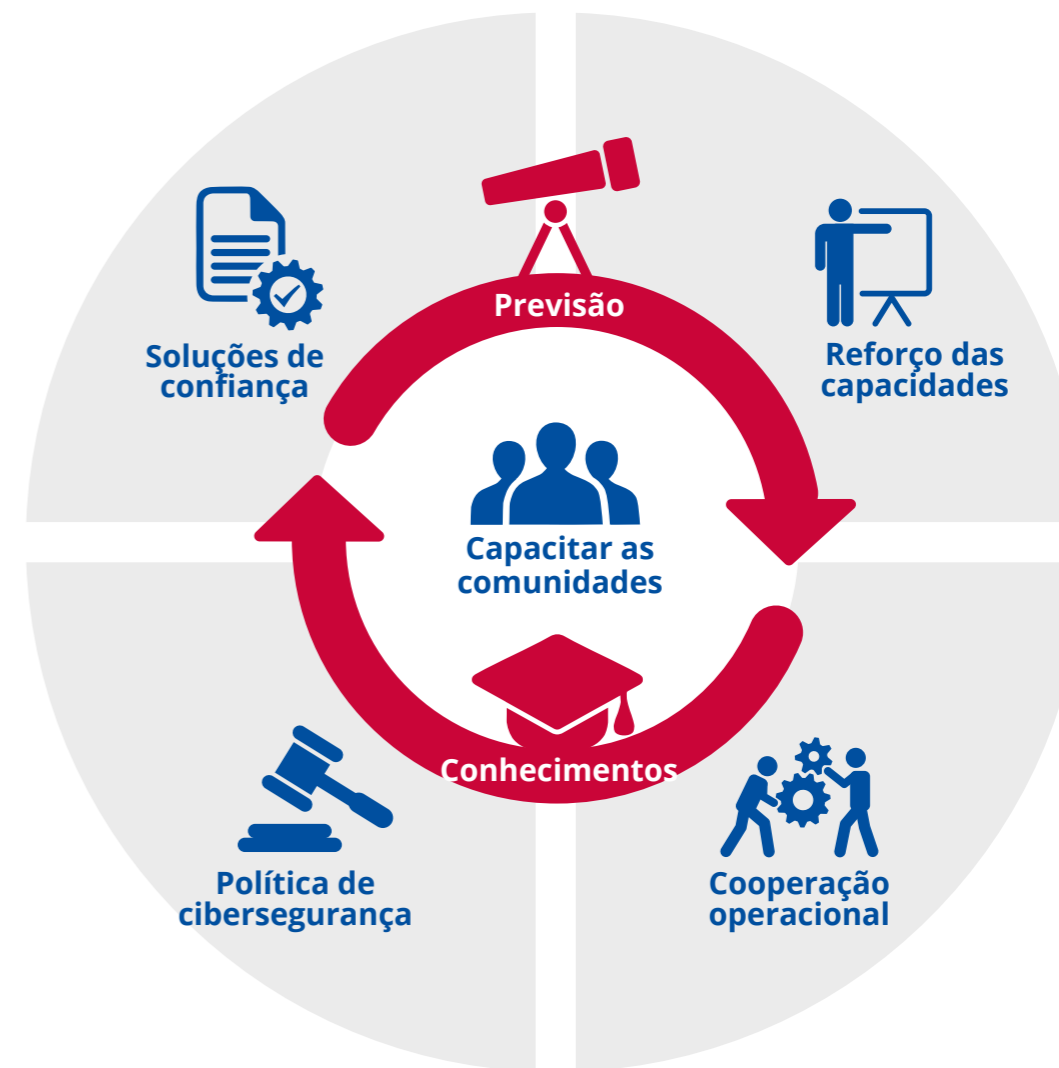 Previsão
Soluções de
confiança
Reforço das
capacidades
Capacitar as
comunidades
Conhecimentos
Política de
cibersegurança
Cooperação
operacional